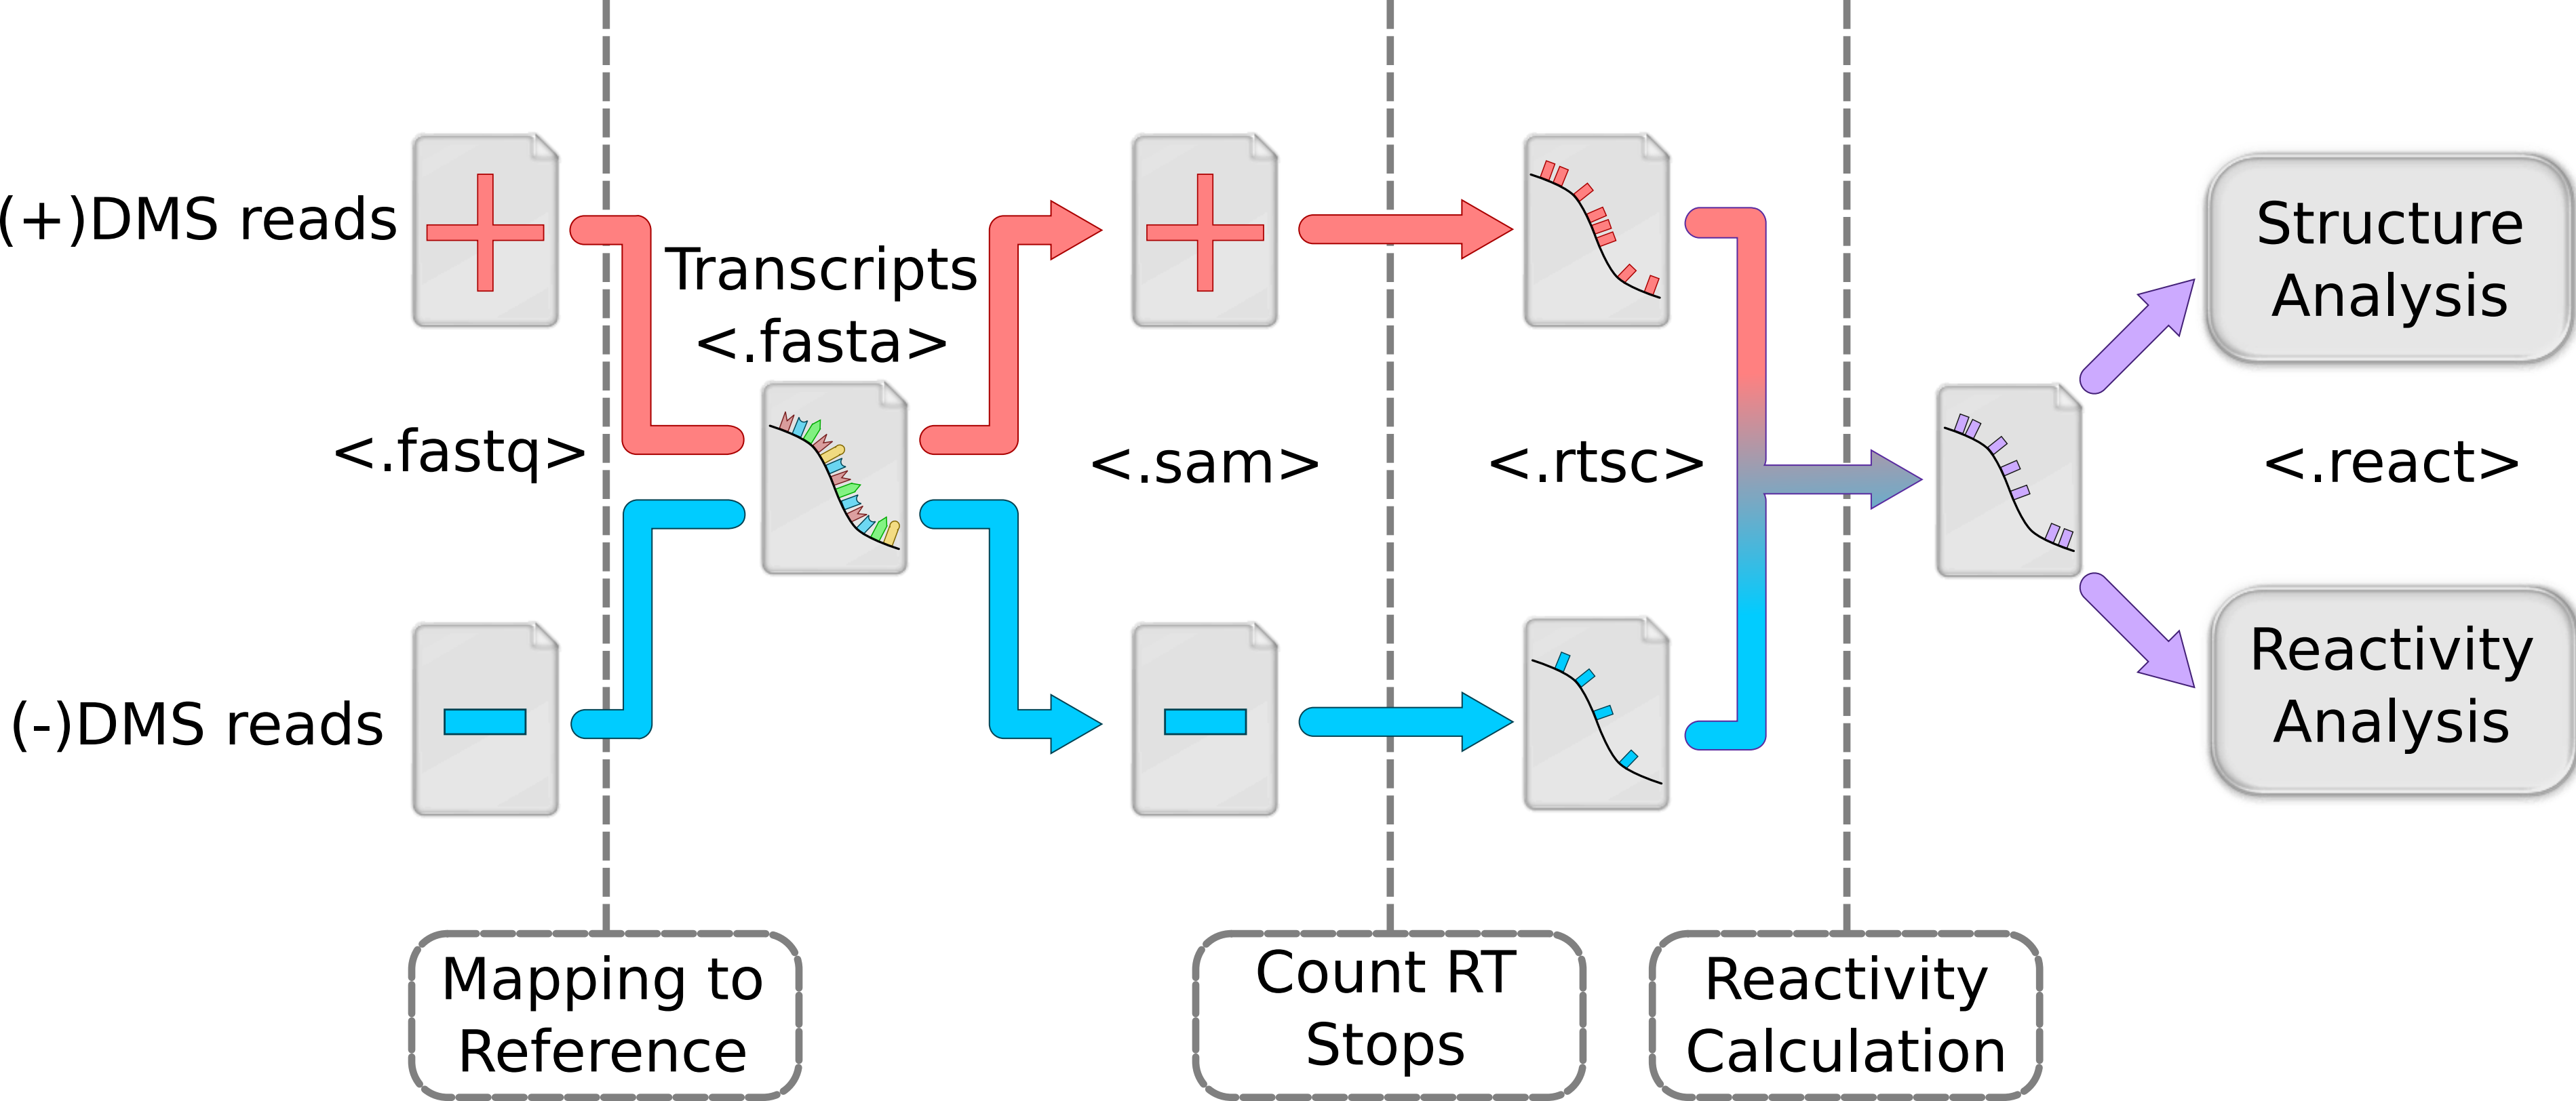 (+)DMS reads
Transcripts
<.fasta>
<.fastq>
<.sam>
<.rtsc>
<.react>
(-)DMS reads
Structure
Analysis
Reactivity
Analysis
Mapping to
Reference
Count RT
Stops
Reactivity
Calculation